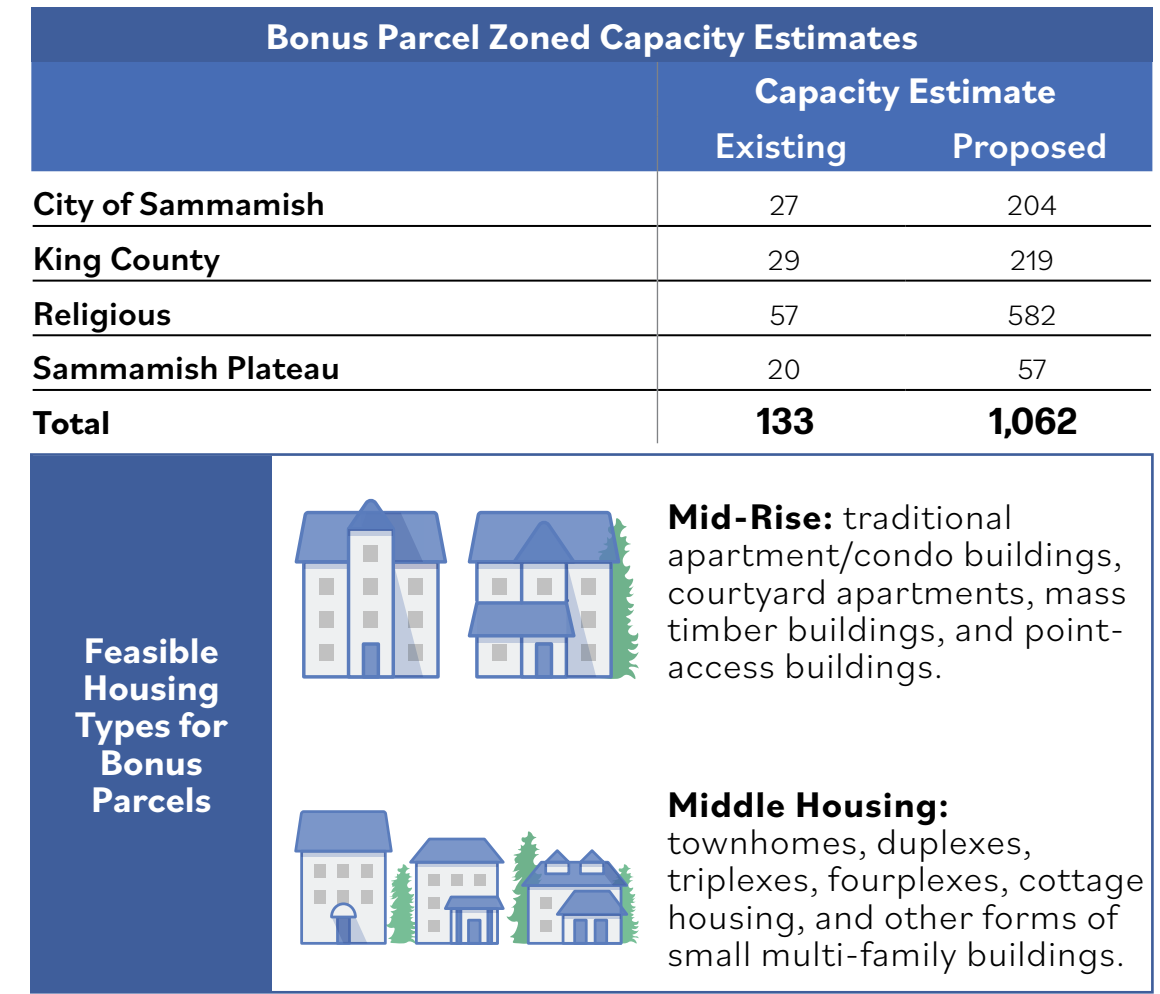 Bonus Parcel Zoned Capacity Estimates
Capacity Estimate
Existing Proposed
City of Sammamish 27 204
King County 29 219
Religious 57 582
Sammamish Plateau 20 57
Total 133 1,062
Feasible
Housing
Types for
Bonus
Parcels
Mid-Rise: traditional
apartment/condo buildings,
courtyard apartments, mass
timber buildings, and point-
access buildings.
Middle Housing:
townhomes, duplexes,
triplexes, fourplexes, cottage
housing, and other forms of
small multi-family buildings.